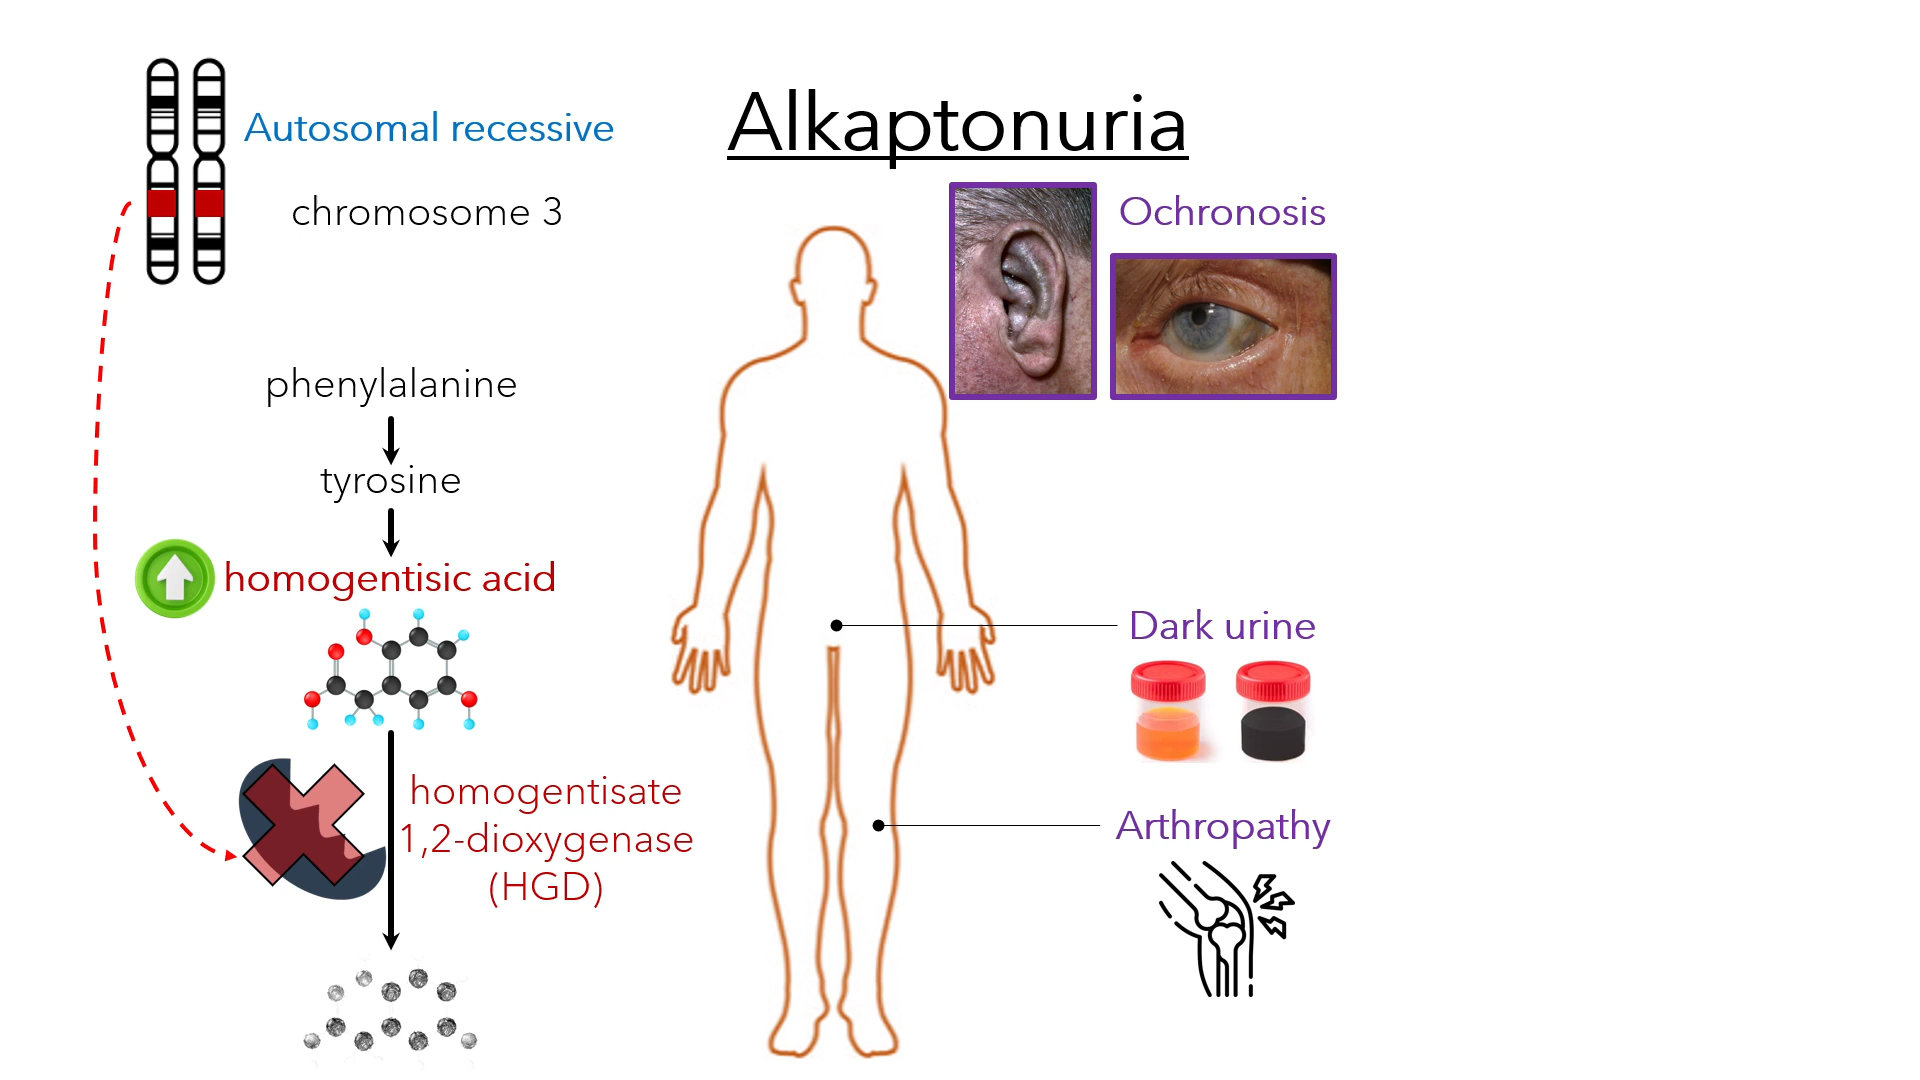 Alkaptonuria
Autosomal recessive
chromosome 3
phenylalanine
tyrosine
homogentisic acid
homogentisate
1,2-dioxygenase
(HGD)
Ochronosis
Dark urine
Arthropathy